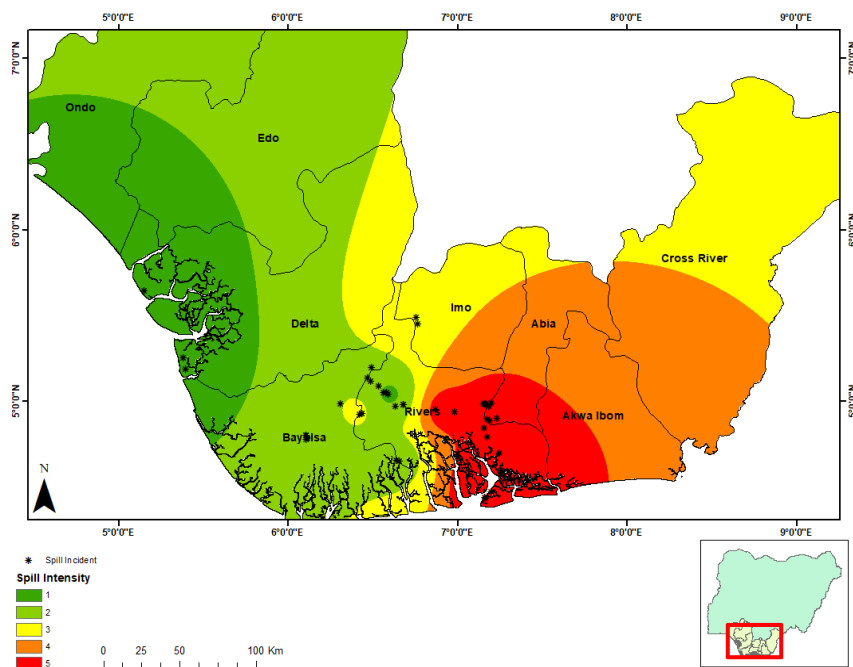 5°0'0"E 6°0'0"E 7°0'0"E 8°0'0"E 9°0'0"E
7°0'0"N 7°0'0"N
Ondo
Edo
6°0'0"N 6°0'0"N
Cross River
Imo
Delta Abia
5°0'0"N 5°0'0"N
Rivers Akwa Ibom
Bayelsa
N
5°0'0"E 6°0'0"E 7°0'0"E 8°0'0"E 9°0'0"E
Spill Incident
Spill Intensity
1
2
3
4
5
0 25 50 100 Km